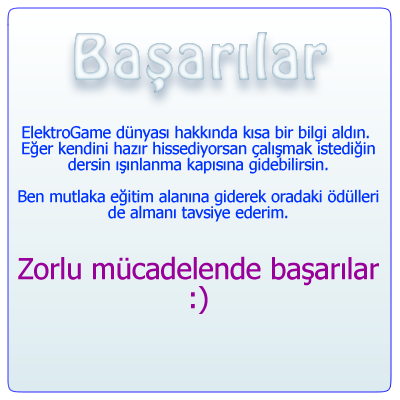 Başarılar
ElektroGame dünyası hakkında kısa bir bilgi aldın.
Eğer kendini hazır hissediyorsan çalışmak istediğin
dersin ışınlanma kapısına gidebilirsin.
Ben mutlaka eğitim alanına giderek oradaki ödülleri
de almanı tavsiye ederim.
Zorlu mücadelende başarılar
:)